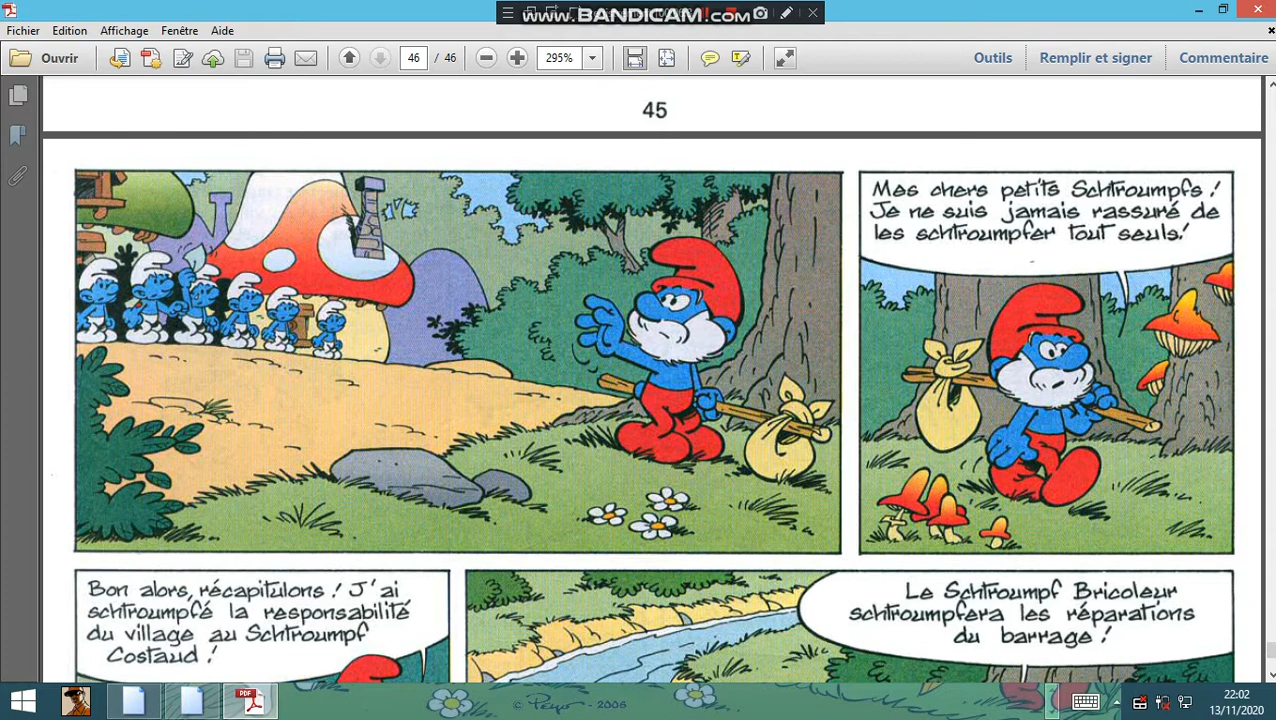 www.BANDICAM.com
Fichier Edition Affichage Fenêtre Aide
Ouvrir 46 / 46 295% Outils Remplir et signer Commentaire
45
Mes chers petits Schtroumpfs !
Je ne suis jamais rassuré de
les schtroumpfer tout seuls !
Bon alors, récapitulons ! J'ai
schtroumpfé la responsabilité
du village au Schtroumpf
Costaud !
Le Schtroumpf Bricoleur
schtroumpfera les réparations
du barrage !
PDF
© Peyo - 2006
22:02
13/11/2020